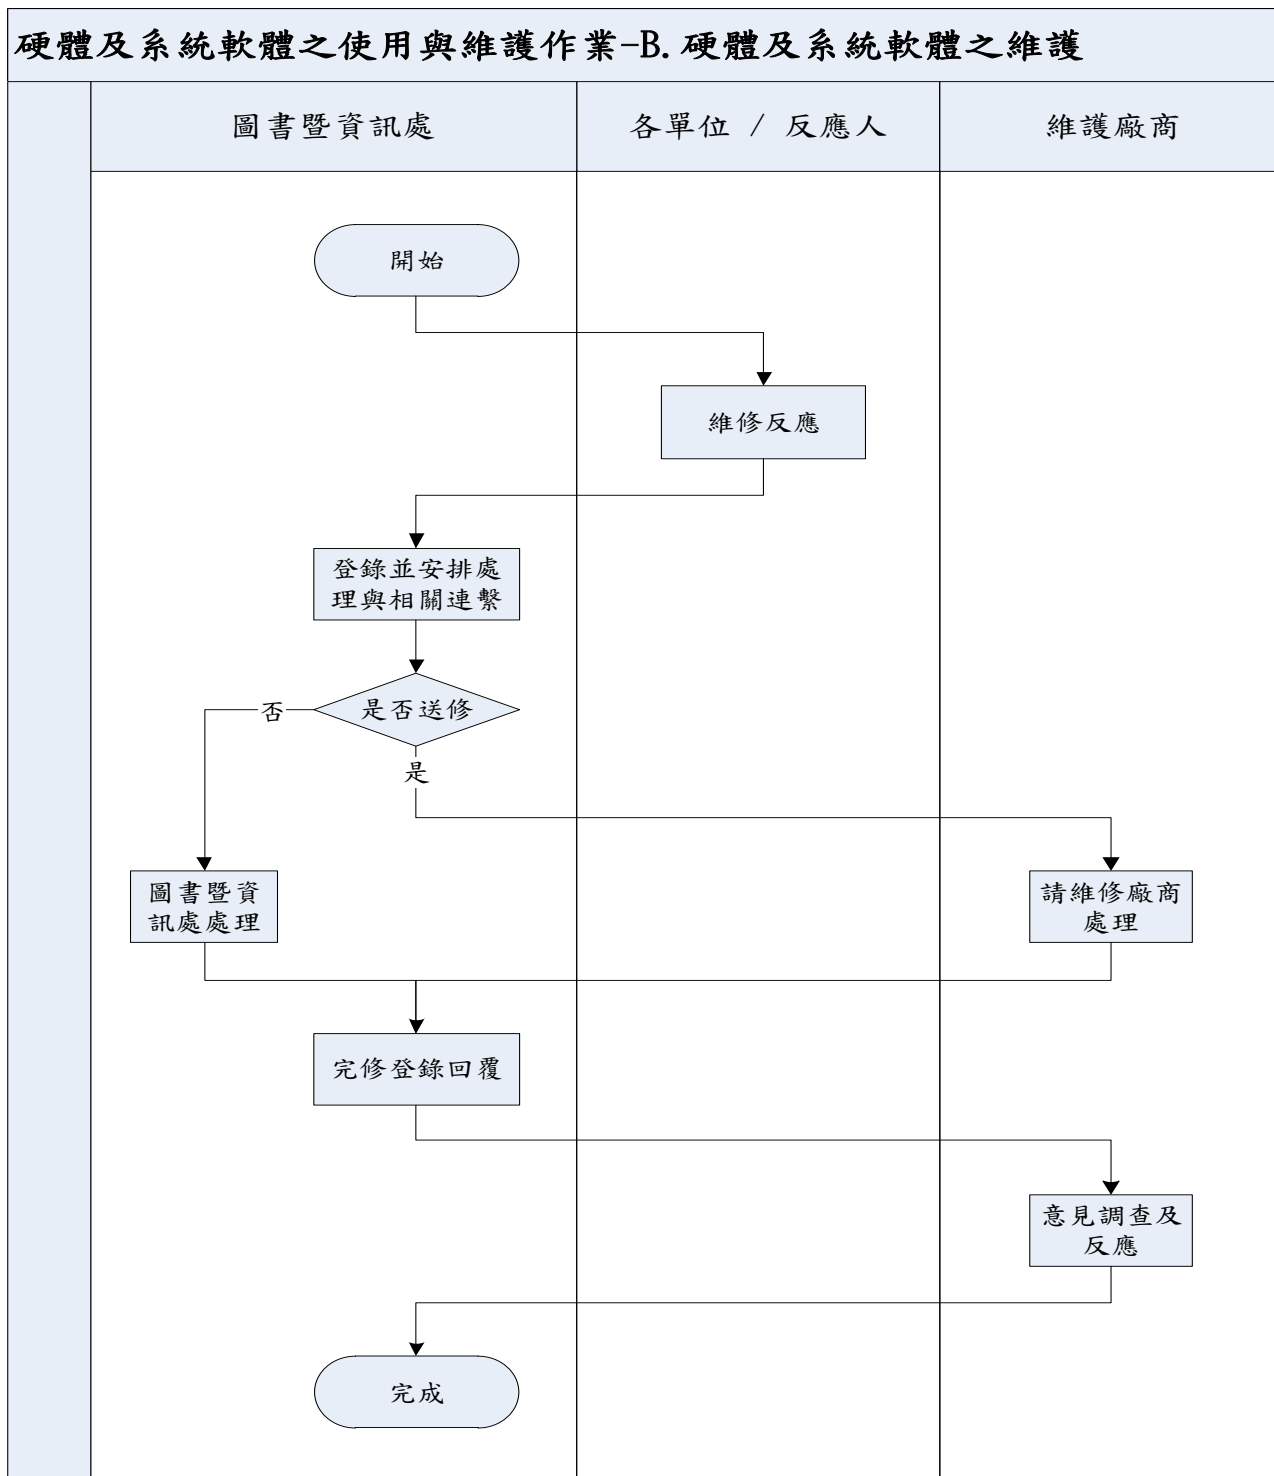 硬體及系統軟體之使用與維護作業-B.硬體及系統軟體之維護
圖書暨資訊處
各單位 / 反應人
維護廠商
開始
維修反應
登錄並安排處
理與相關連繫
是否送修
否
是
圖書暨資
訊處處理
請維修廠商
處理
完修登錄回覆
意見調查及
反應
完成